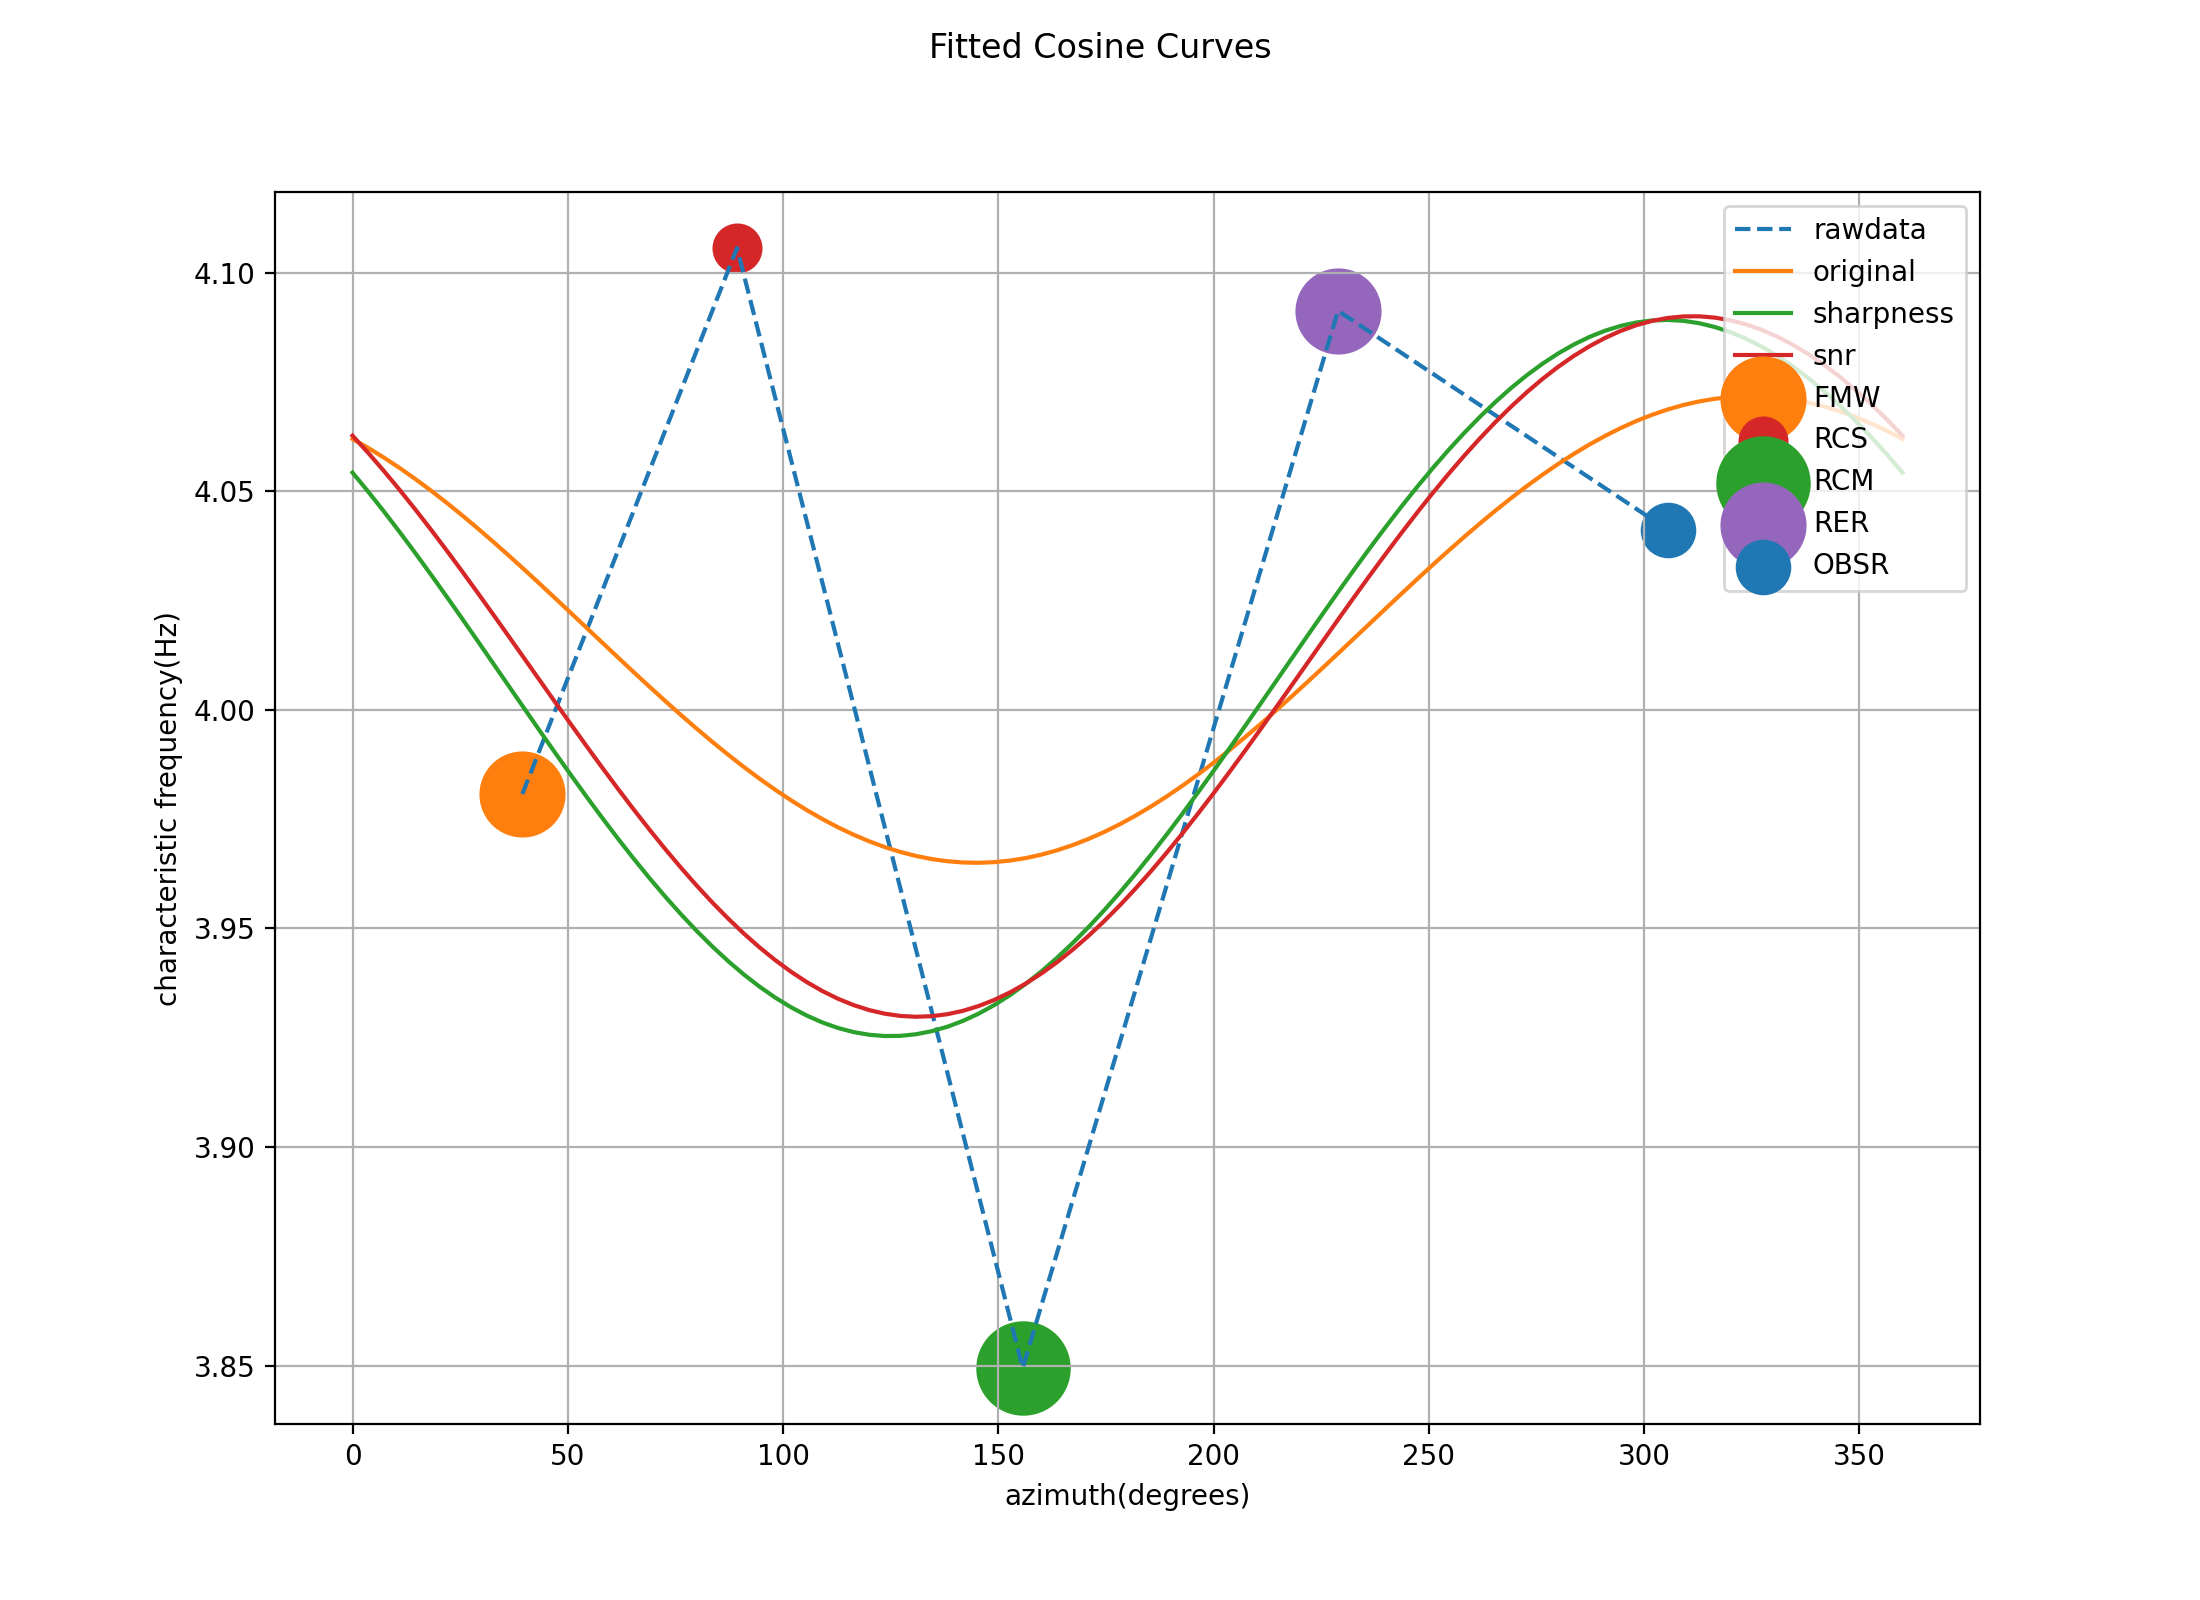 Fitted Cosine Curves
rawdata
original
sharpness
snr
FMW
RCS
RCM
RER
OBSR
4.10
4.05
4.00
3.95
3.90
3.85
characteristic frequency(Hz)
0 50 100 150 200 250 300 350
azimuth(degrees)